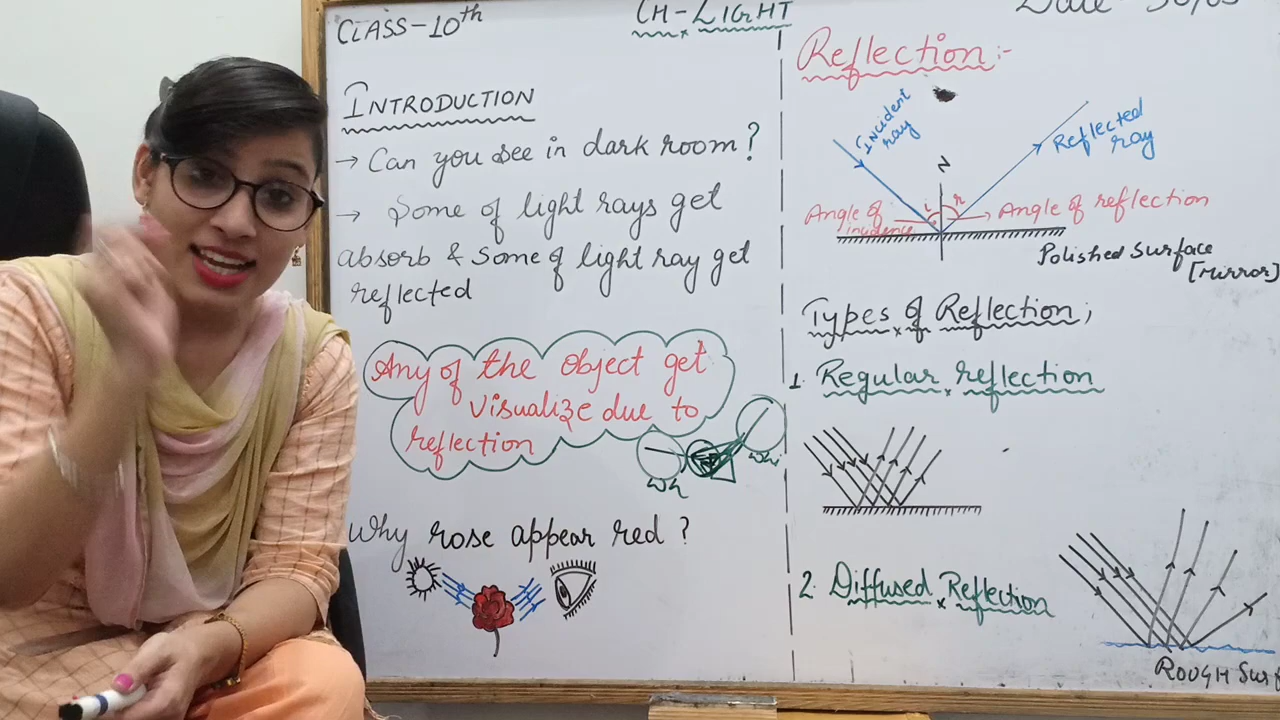 CLASS-10th
CH-LIGHT
INTRODUCTION
→ Can you see in dark room?
→ Some of light rays get
absorb & Some of light ray get
reflected
Any of the object get
visualize due to
reflection
Why rose appear red?
Reflection:-
Incident
ray
Reflected
ray
N
i
r
Angle of
incidence
Angle of reflection
Polished Surface
[Mirror]
Types of Reflection;
1. Regular reflection
2. Diffused Reflection
ROUGH Surf